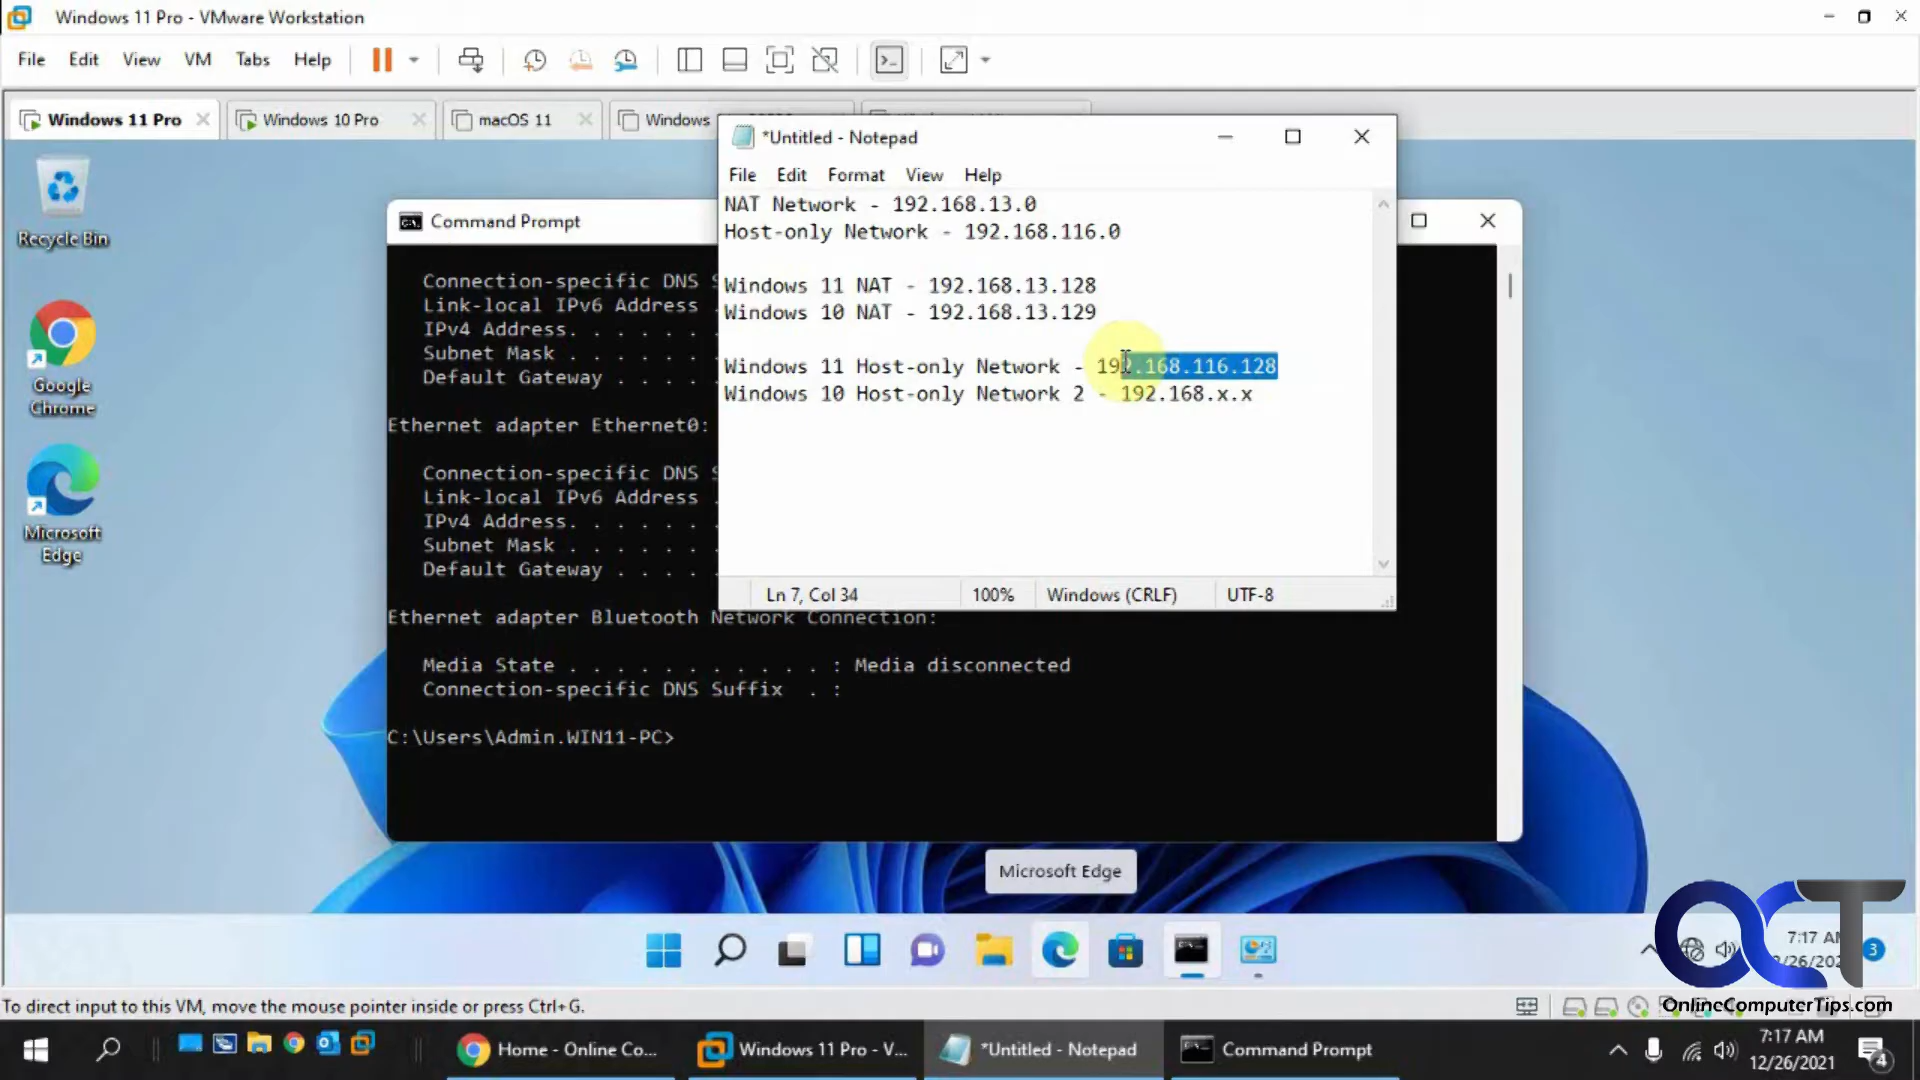 Windows 11 Pro - VMware Workstation
File Edit View VM Tabs Help
Windows 11 Pro
Windows 10 Pro
macOS 11
Windows
*Untitled - Notepad
File Edit Format View Help
NAT Network - 192.168.13.0
Host-only Network - 192.168.116.0
Windows 11 NAT - 192.168.13.128
Windows 10 NAT - 192.168.13.129
Windows 11 Host-only Network - 192.168.116.128
Windows 10 Host-only Network 2 - 192.168.x.x
Ln 7, Col 34
100%
Windows (CRLF)
UTF-8
Recycle Bin
Google
Chrome
Microsoft
Edge
Command Prompt
Connection-specific DNS S
Link-local IPv6 Address .
IPv4 Address. . . . . . .
Subnet Mask . . . . . . .
Default Gateway . . . . .
Ethernet adapter Ethernet0:
Connection-specific DNS S
Link-local IPv6 Address .
IPv4 Address. . . . . . .
Subnet Mask . . . . . . .
Default Gateway . . . . .
Ethernet adapter Bluetooth Network Connection:
Media State . . . . . . . . . . . : Media disconnected
Connection-specific DNS Suffix  . :
C:\Users\Admin.WIN11-PC>
Microsoft Edge
7:17 AM
3
OCT
OnlineComputerTips.com
To direct input to this VM, move the mouse pointer inside or press Ctrl+G.
Home - Online Co...
Windows 11 Pro - V...
*Untitled - Notepad
Command Prompt
7:17 AM
12/26/2021
4